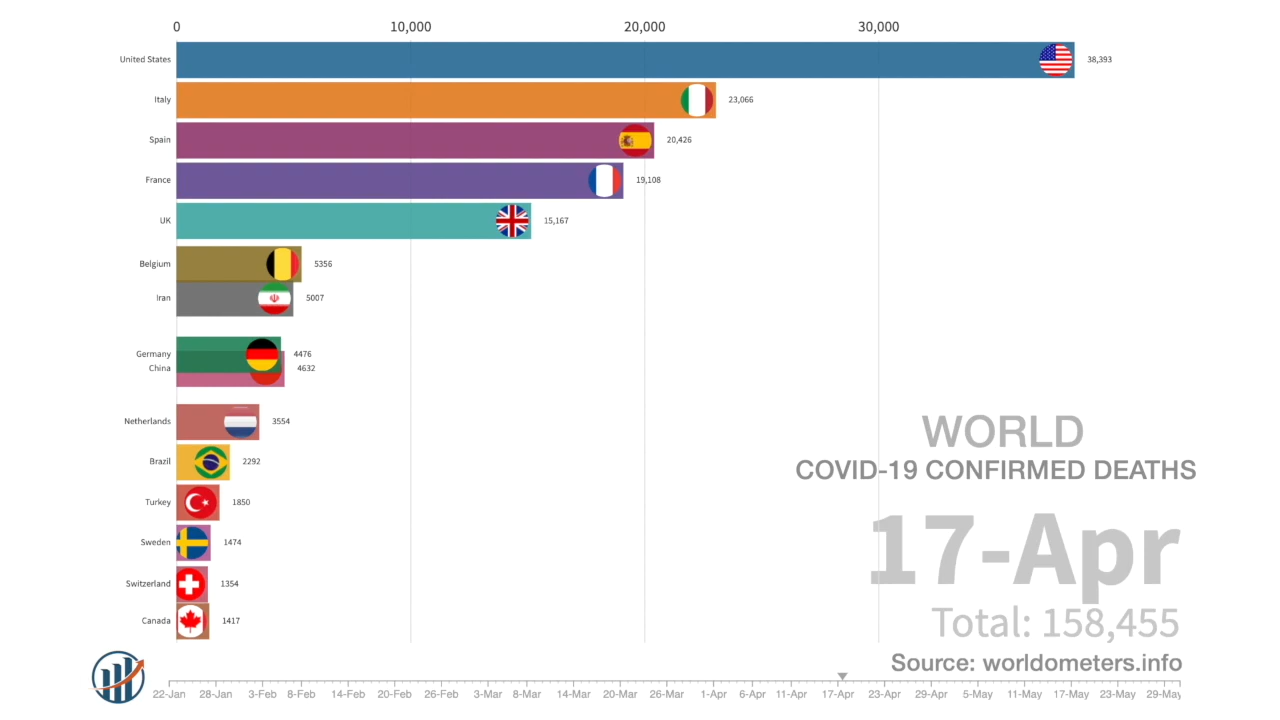 0 10,000 20,000 30,000
United States 38,393
Italy 23,066
Spain 20,426
France 19,108
UK 15,167
Belgium 5356
Iran 5007
Germany 4476
China 4632
Netherlands 3554
Brazil 2292
Turkey 1850
Sweden 1474
Switzerland 1354
Canada 1417
WORLD
COVID-19 CONFIRMED DEATHS
17-Apr
Total: 158,455
Source: worldometers.info
22-Jan 28-Jan 3-Feb 8-Feb 14-Feb 20-Feb 26-Feb 3-Mar 8-Mar 14-Mar 20-Mar 26-Mar 1-Apr 6-Apr 11-Apr 17-Apr 23-Apr 29-Apr 5-May 11-May 17-May 23-May 29-May